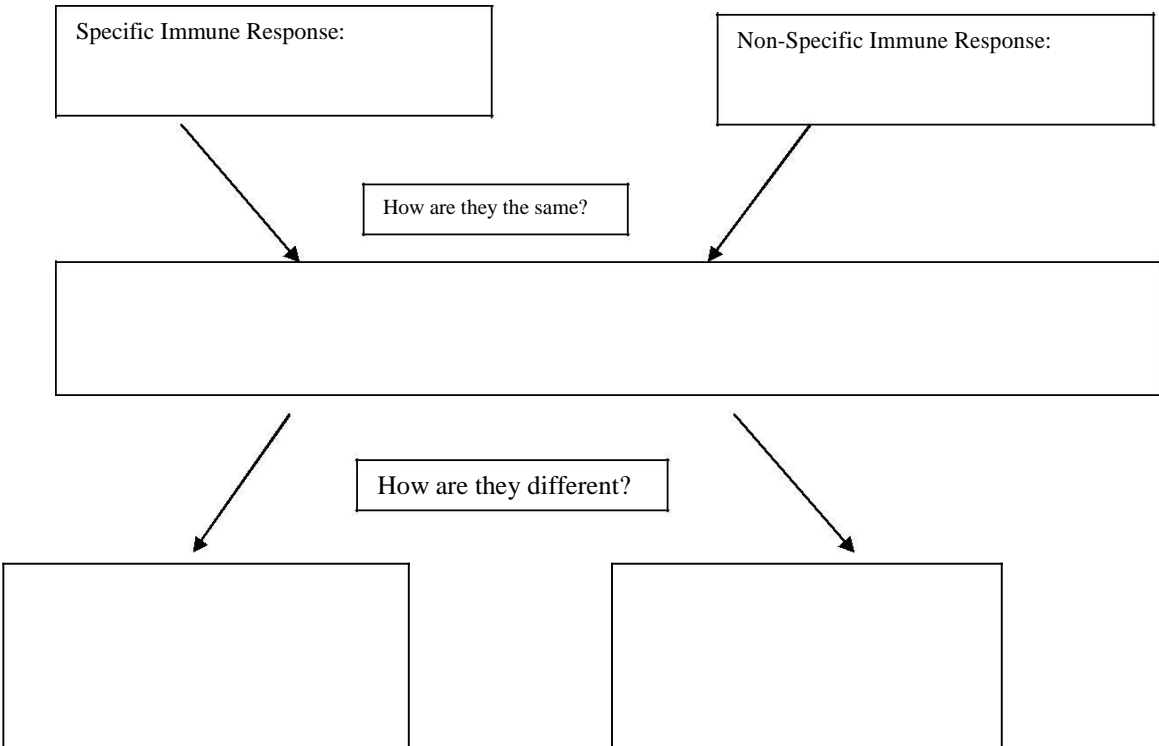 Specific Immune Response:
Non-Specific Immune Response:
How are they the same?
How are they different?